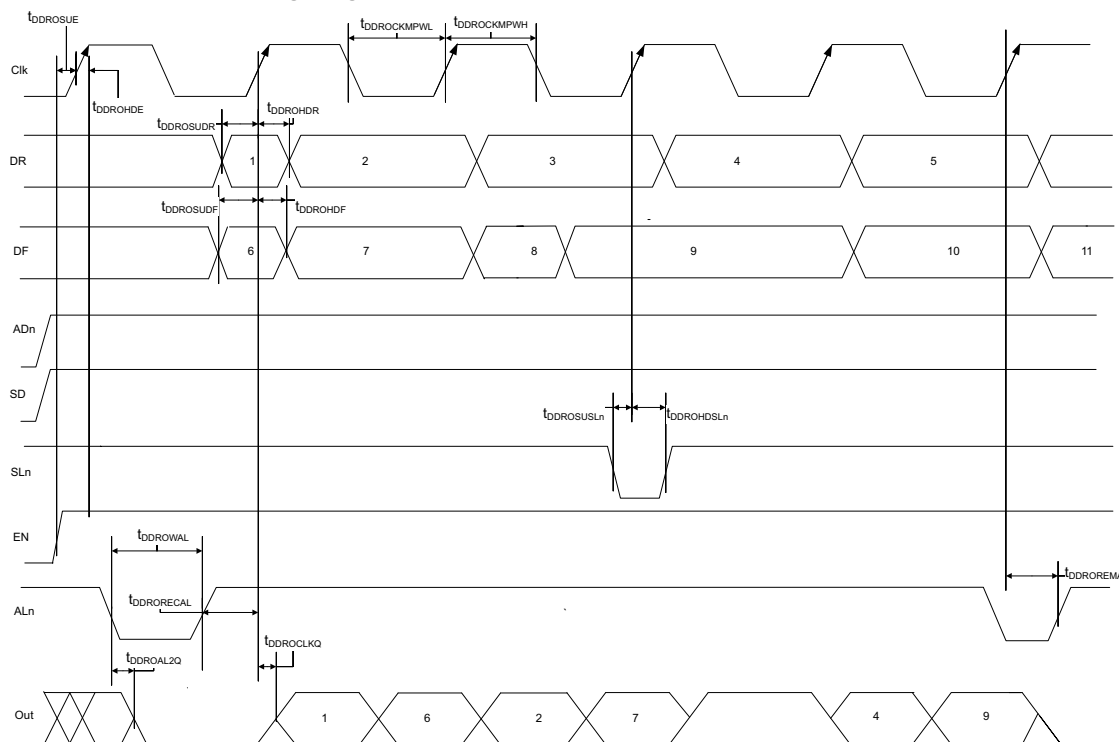 tDDROSUE
tDDROCKMPWL
tDDROCKMPWH
Clk
tDDROHDE
tDDROSUDR
tDDROHDR
DR
1
2
3
4
5
tDDROSUDF
tDDROHDF
DF
6
7
8
9
10
11
ADn
SD
tDDROSUSLn
tDDROHDSLn
SLn
EN
tDDROWAL
tDDROREMA
tDDRORECAL
ALn
tDDROCLKQ
tDDROAL2Q
Out
1
6
2
7
4
9